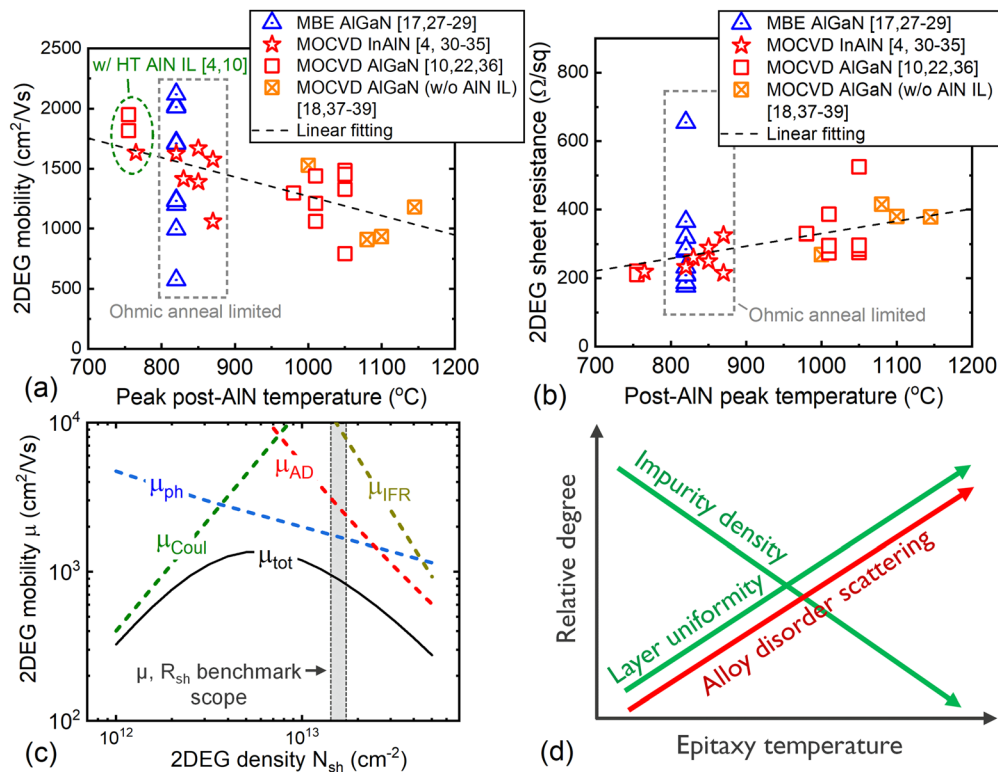 MBE AlGaN [17,27-29]
MOCVD InAlN [4, 30-35]
MOCVD AlGaN [10,22,36]
MOCVD AlGaN (w/o AlN IL)
[18,37-39]
Linear fitting
w/ HT AlN IL [4,10]
2DEG mobility (cm²/Vs)
2500
2000
1500
1000
500
0
Ohmic anneal limited
700 800 900 1000 1100 1200
(a) Peak post-AlN temperature (°C)
MBE AlGaN [17,27-29]
MOCVD InAlN [4, 30-35]
MOCVD AlGaN [10,22,36]
MOCVD AlGaN (w/o AlN IL)
[18,37-39]
Linear fitting
2DEG sheet resistance (Ω/sq)
800
600
400
200
0
Ohmic anneal limited
700 800 900 1000 1100 1200
(b) Post-AlN peak temperature (°C)
2DEG mobility μ (cm²/Vs)
10⁴
10³
10²
μph
μCoul
μAD
μIFR
μtot
μ, Rsh benchmark
scope
10¹² 10¹³
(c) 2DEG density Nsh (cm⁻²)
Relative degree
Impurity density
Layer uniformity
Alloy disorder scattering
(d) Epitaxy temperature